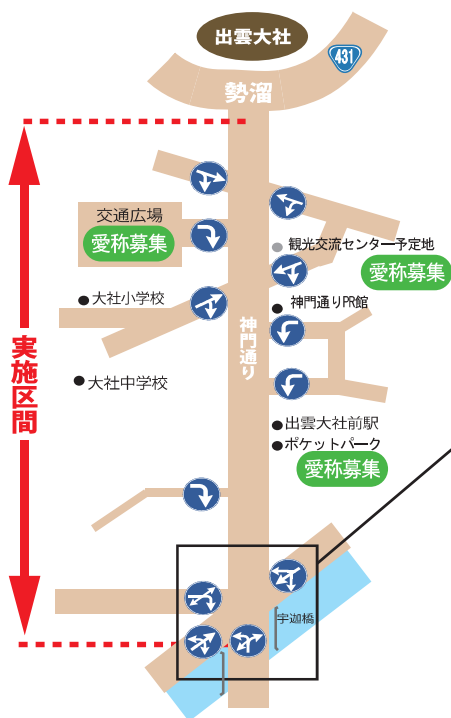 出雲大社
431
勢溜
交通広場
愛称募集
観光交流センター予定地
愛称募集
大社小学校
神門通りPR館
神門通り
実施区間
大社中学校
出雲大社前駅
ポケットパーク
愛称募集
宇迦橋